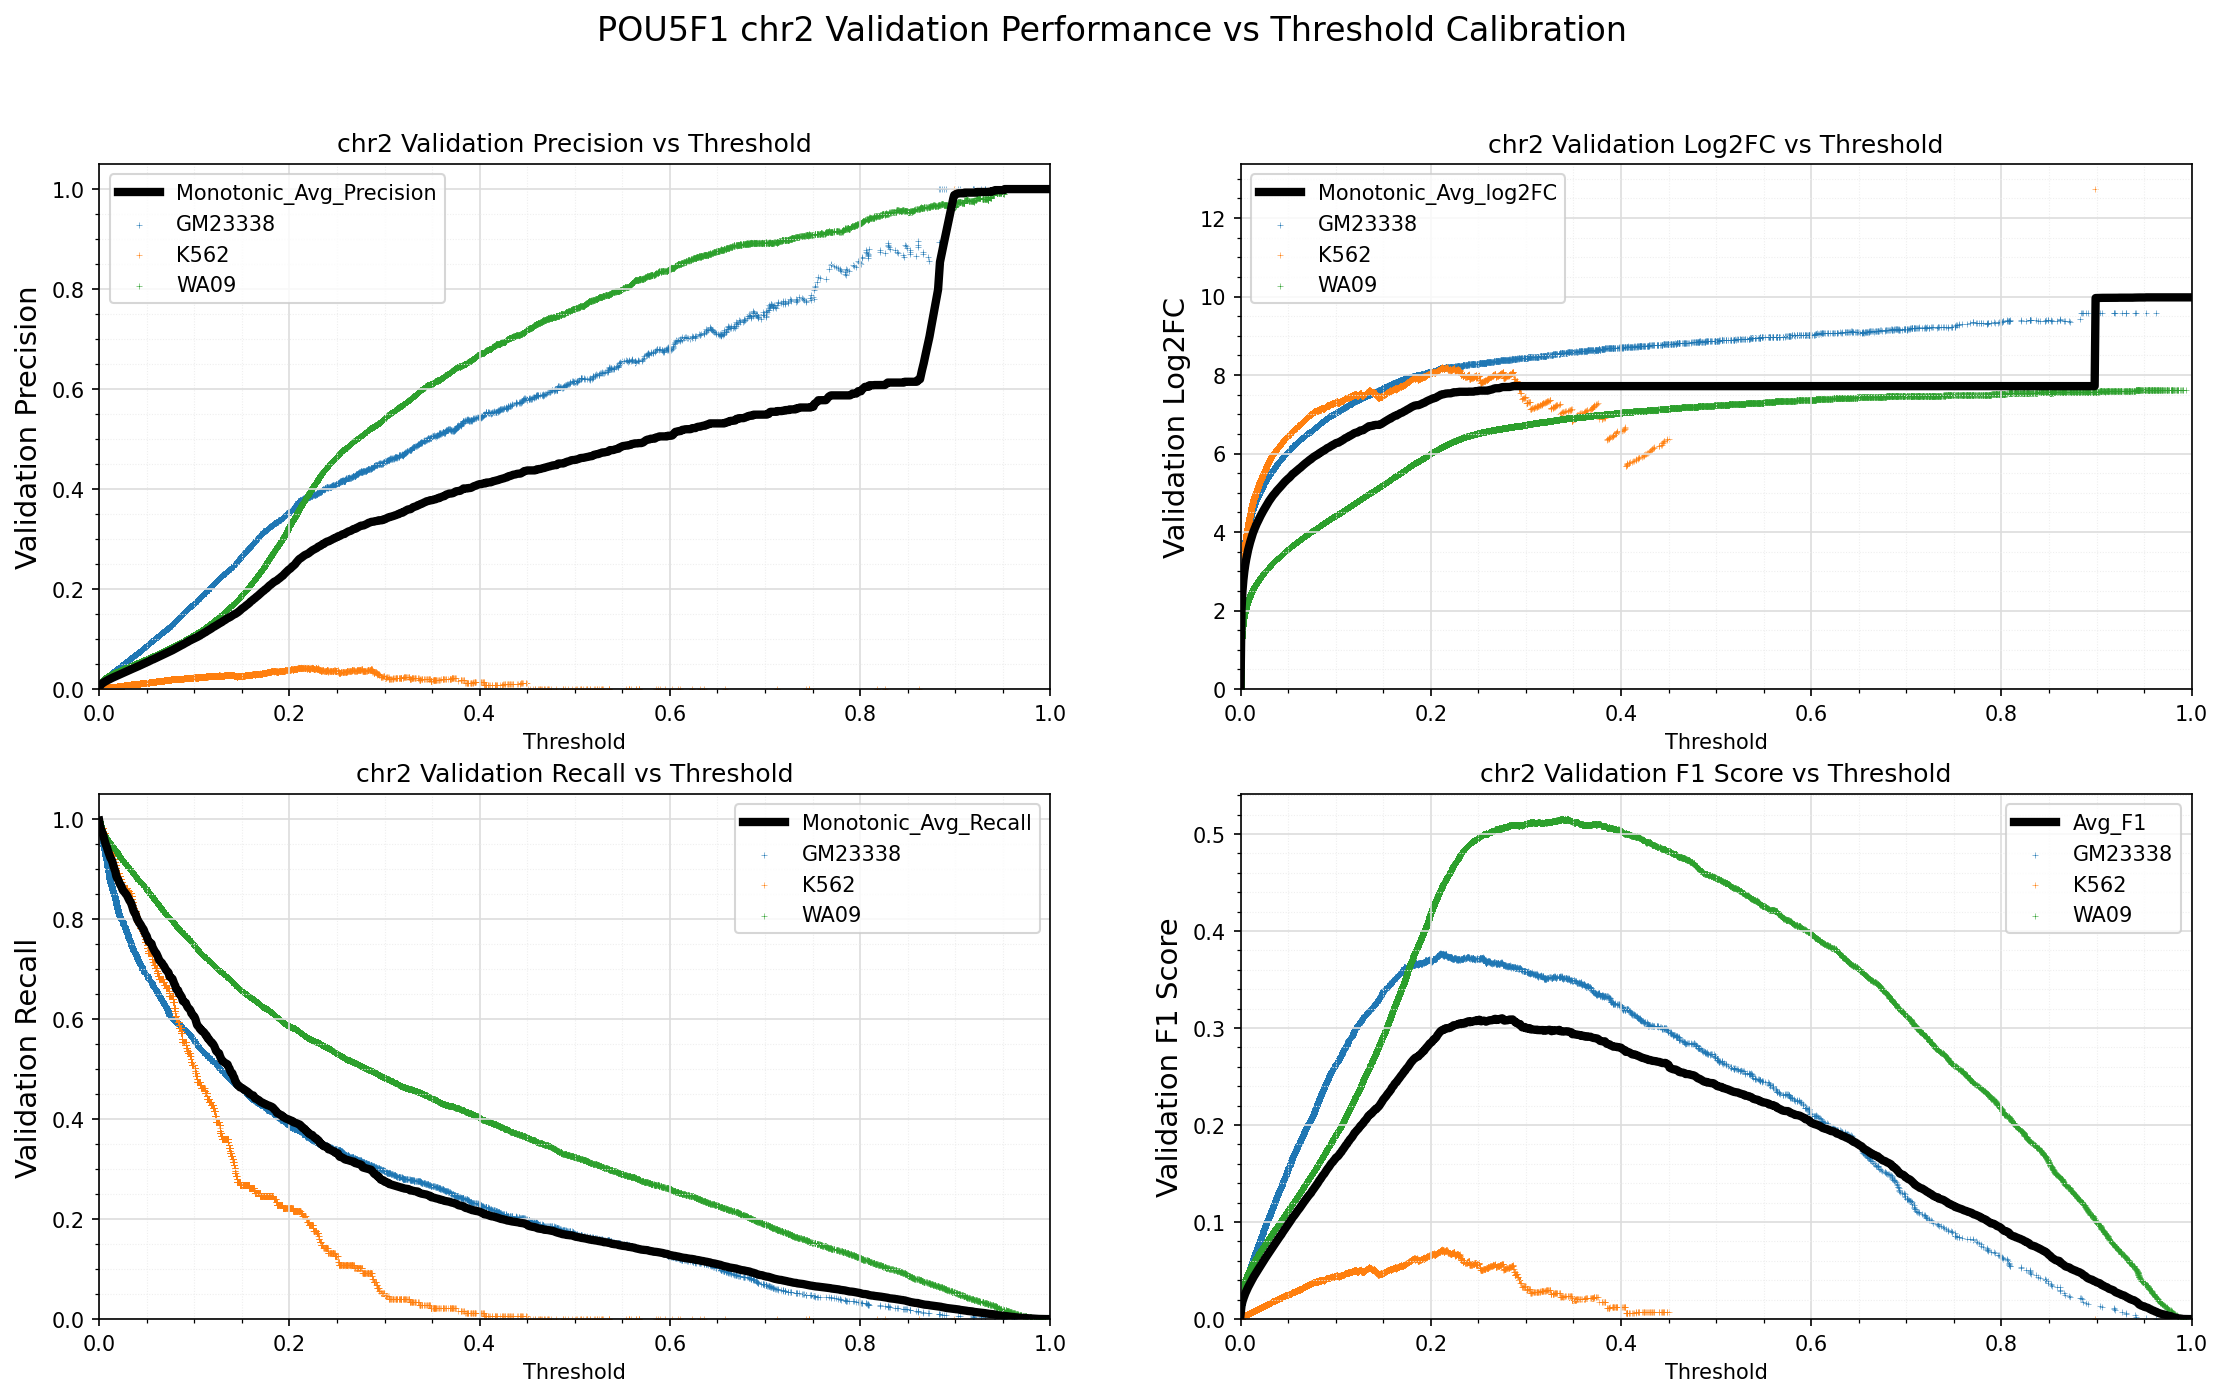 POU5F1 chr2 Validation Performance vs Threshold Calibration
chr2 Validation Precision vs Threshold
Validation Precision
1.0
0.8
0.6
0.4
0.2
0.0
Monotonic_Avg_Precision
GM23338
K562
WA09
0.0 0.2 0.4 0.6 0.8 1.0
Threshold
chr2 Validation Log2FC vs Threshold
Validation Log2FC
12
10
8
6
4
2
0
Monotonic_Avg_log2FC
GM23338
K562
WA09
0.0 0.2 0.4 0.6 0.8 1.0
Threshold
chr2 Validation Recall vs Threshold
Validation Recall
1.0
0.8
0.6
0.4
0.2
0.0
Monotonic_Avg_Recall
GM23338
K562
WA09
0.0 0.2 0.4 0.6 0.8 1.0
Threshold
chr2 Validation F1 Score vs Threshold
Validation F1 Score
0.5
0.4
0.3
0.2
0.1
0.0
Avg_F1
GM23338
K562
WA09
0.0 0.2 0.4 0.6 0.8 1.0
Threshold